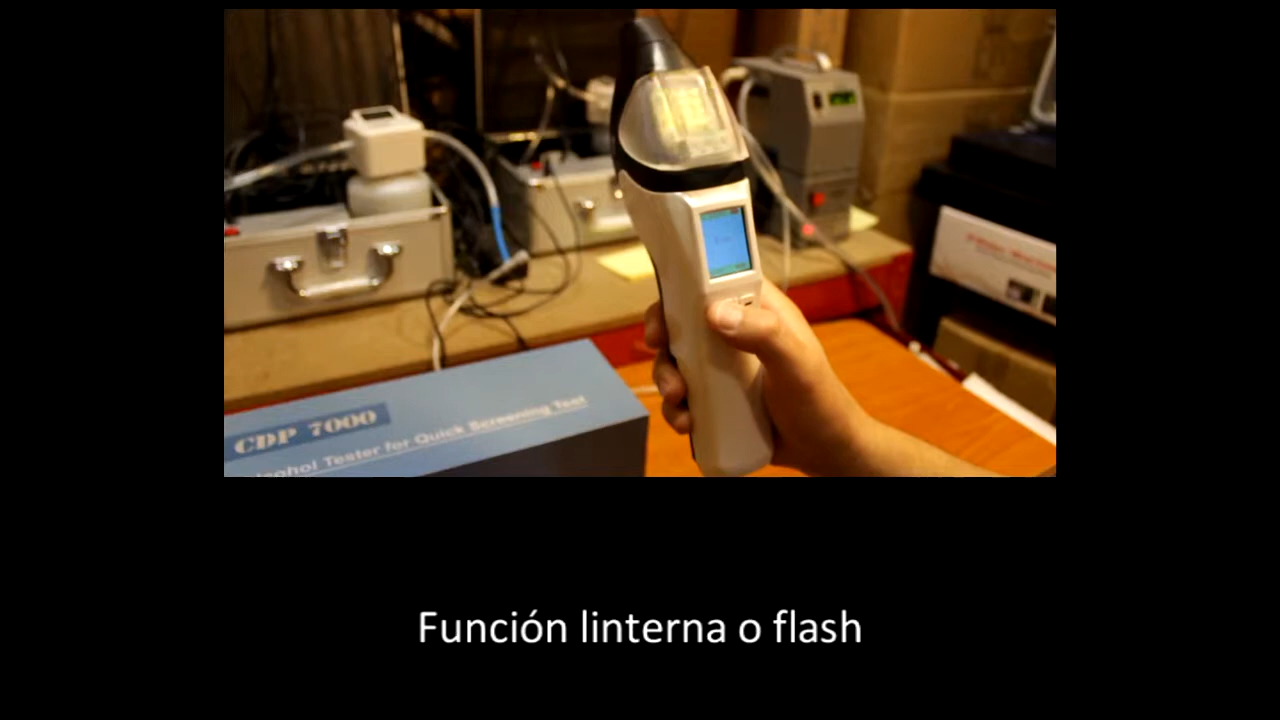 CDP 7000
Alcohol Tester for Quick Screening Test
Función linterna o flash